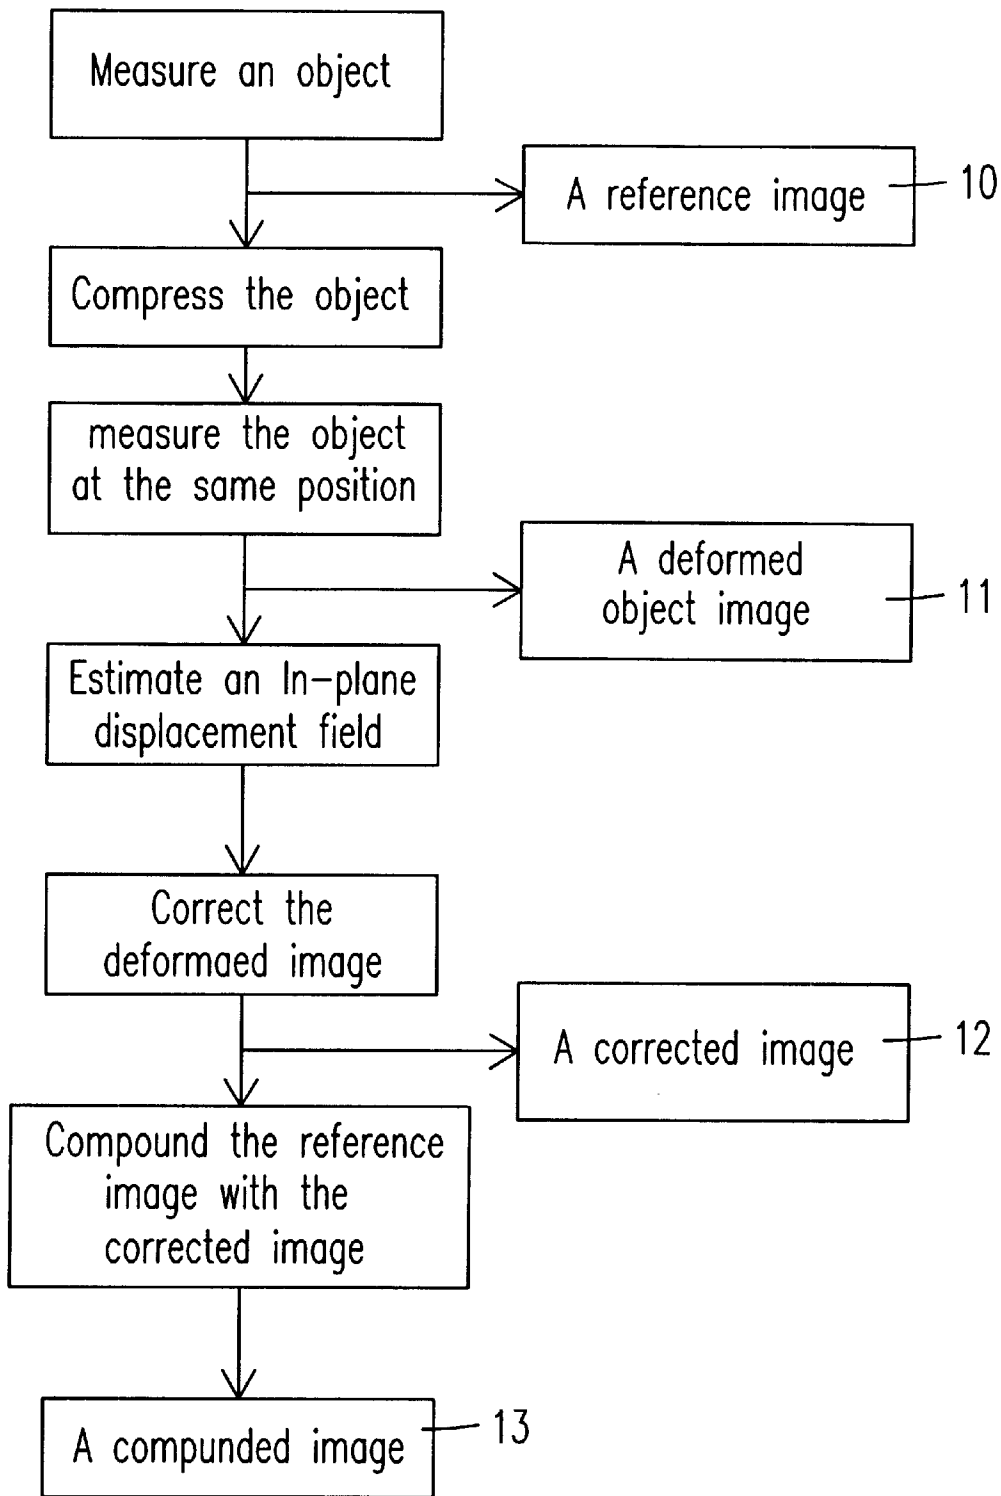 Measure an object
A reference image
10
Compress the object
measure the object
at the same position
A deformed
object image
11
Estimate an In-plane
displacement field
Correct the
deformaed image
A corrected image
12
Compound the reference
image with the
corrected image
A compunded image
13